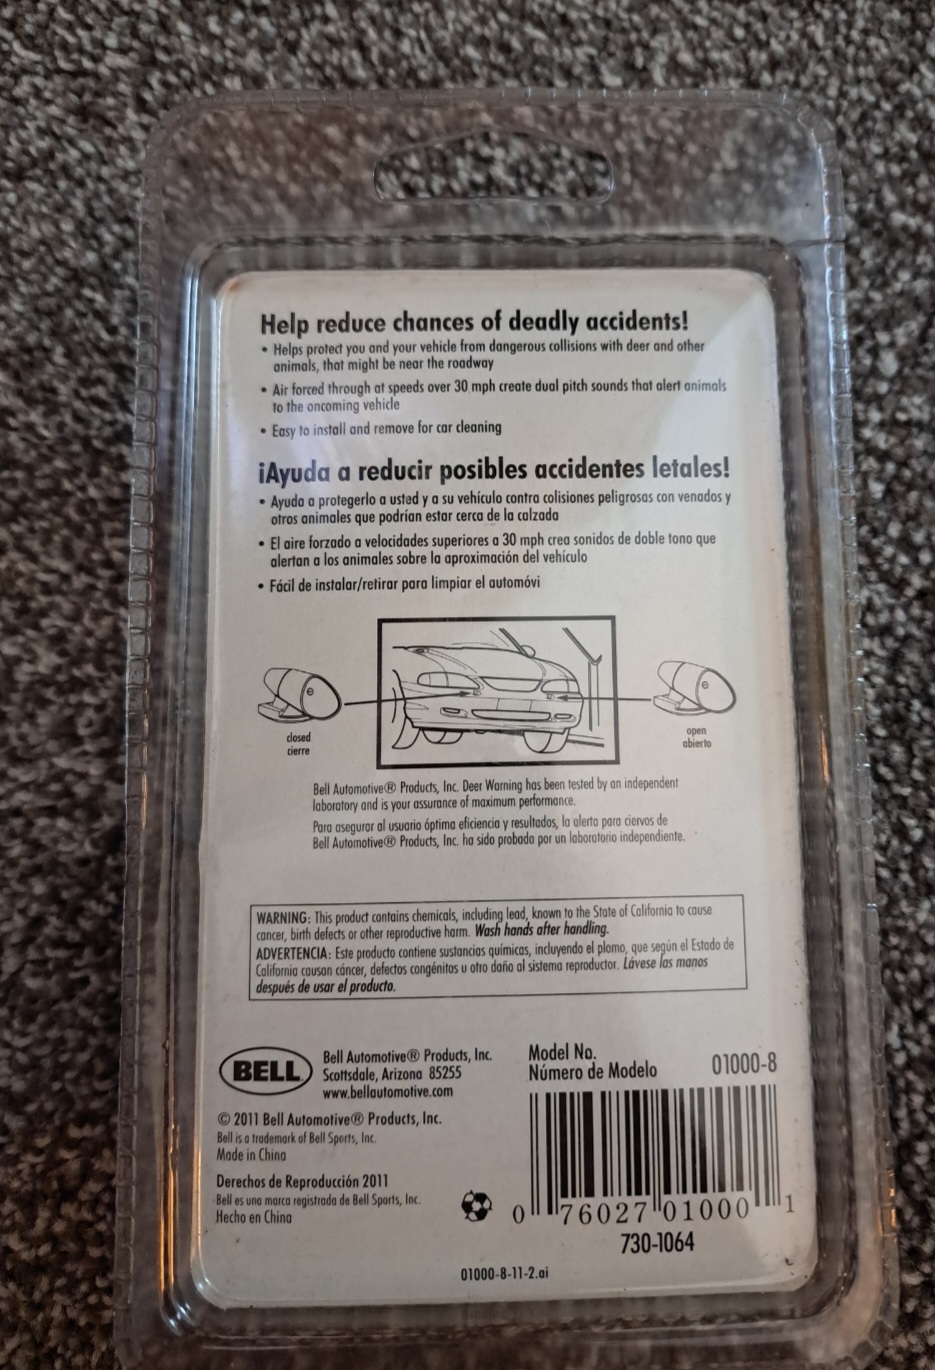 Help reduce chances of deadly accidents!
• Helps protect you and your vehicle from dangerous collisions with deer and other
animals, that might be near the roadway
• Air forced through at speeds over 30 mph create dual pitch sounds that alert animals
to the oncoming vehicle
• Easy to install and remove for car cleaning
¡Ayuda a reducir posibles accidentes letales!
• Ayuda a protegerlo a usted y a su vehículo contra colisiones peligrosas con venados y
otros animales que podrían estar cerca de la calzada
• El aire forzado a velocidades superiores a 30 mph crea sonidos de doble tono que
alertan a los animales sobre la aproximación del vehículo
• Fácil de instalar/retirar para limpiar el automóvi
closed
cierre
open
abierto
Bell Automotive® Products, Inc. Deer Warning has been tested by an independent
laboratory and is your assurance of maximum performance.
Para asegurar al usuario óptima eficiencia y resultados, la alerta para ciervos de
Bell Automotive® Products, Inc. ha sido probada por un laboratorio independiente.
WARNING: This product contains chemicals, including lead, known to the State of California to cause
cancer, birth defects or other reproductive harm. Wash hands after handling.
ADVERTENCIA: Este producto contiene sustancias químicas, incluyendo el plomo, que según el Estado de
California causan cáncer, defectos congénitos u otro daño al sistema reproductor. Lávese las manos
después de usar el producto.
BELL
Bell Automotive® Products, Inc.
Scottsdale, Arizona 85255
www.bellautomotive.com
© 2011 Bell Automotive® Products, Inc.
Bell is a trademark of Bell Sports, Inc.
Made in China
Derechos de Reproducción 2011
Bell es una marca registrada de Bell Sports, Inc.
Hecho en China
Model No.
Número de Modelo 01000-8
0 76027 01000 1
730-1064
01000-8-11-2.ai